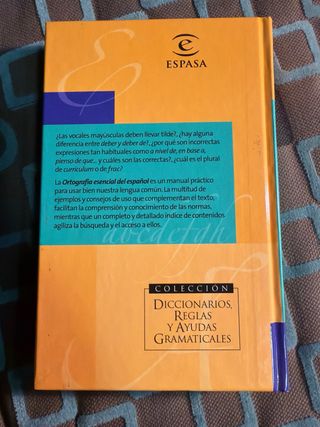 e
ESPASA
¿Las vocales mayúsculas deben llevar tilde?, ¿hay alguna
diferencia entre deber y deber de?, ¿por qué son incorrectas
expresiones tan habituales como a nivel de, en base a,
pienso de que... y cuáles son las correctas?, ¿cuál es el plural
de curriculum o de frac?
La Ortografía esencial del español es un manual práctico
para usar bien nuestra lengua común. La multitud de
ejemplos y consejos de uso que complementan el texto,
facilitan la comprensión y conocimiento de las normas,
mientras que un completo y detallado índice de contenidos
agiliza la búsqueda y el acceso a ellos.
abcdefgh
COLECCIÓN
DICCIONARIOS,
REGLAS
Y AYUDAS
GRAMATICALES